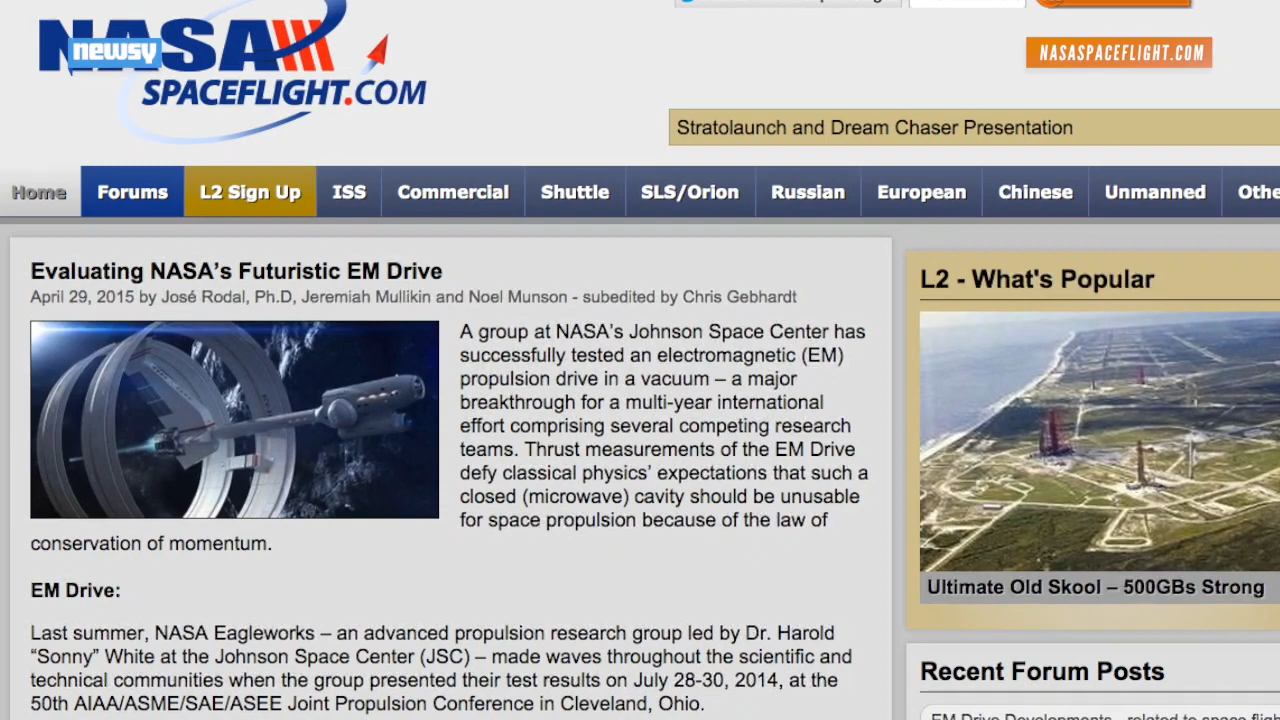 NASA
newsy
SPACEFLIGHT.COM
NASASPACEFLIGHT.COM
Stratolaunch and Dream Chaser Presentation
Home Forums L2 Sign Up ISS Commercial Shuttle SLS/Orion Russian European Chinese Unmanned Othe
Evaluating NASA's Futuristic EM Drive
April 29, 2015 by José Rodal, Ph.D, Jeremiah Mullikin and Noel Munson - subedited by Chris Gebhardt
A group at NASA's Johnson Space Center has
successfully tested an electromagnetic (EM)
propulsion drive in a vacuum – a major
breakthrough for a multi-year international
effort comprising several competing research
teams. Thrust measurements of the EM Drive
defy classical physics' expectations that such a
closed (microwave) cavity should be unusable
for space propulsion because of the law of
conservation of momentum.
EM Drive:
Last summer, NASA Eagleworks – an advanced propulsion research group led by Dr. Harold
“Sonny” White at the Johnson Space Center (JSC) – made waves throughout the scientific and
technical communities when the group presented their test results on July 28-30, 2014, at the
50th AIAA/ASME/SAE/ASEE Joint Propulsion Conference in Cleveland, Ohio.
L2 - What's Popular
Ultimate Old Skool – 500GBs Strong
Recent Forum Posts
EM Drive Developments - related to space fligh